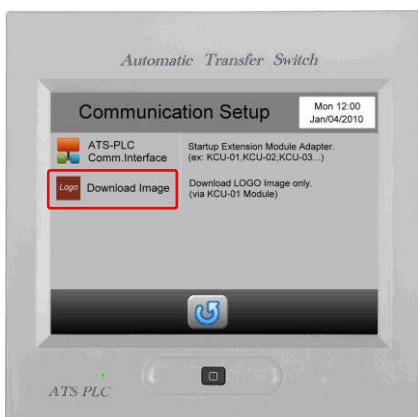 Automatic Transfer Switch
Communication Setup
Mon 12:00
Jan/04/2010
ATS-PLC
Comm.Interface
Startup Extension Module Adapter.
(ex: KCU-01,KCU-02,KCU-03...)
Logo
Download Image
Download LOGO Image only.
(via KCU-01 Module)
ATS-PLC